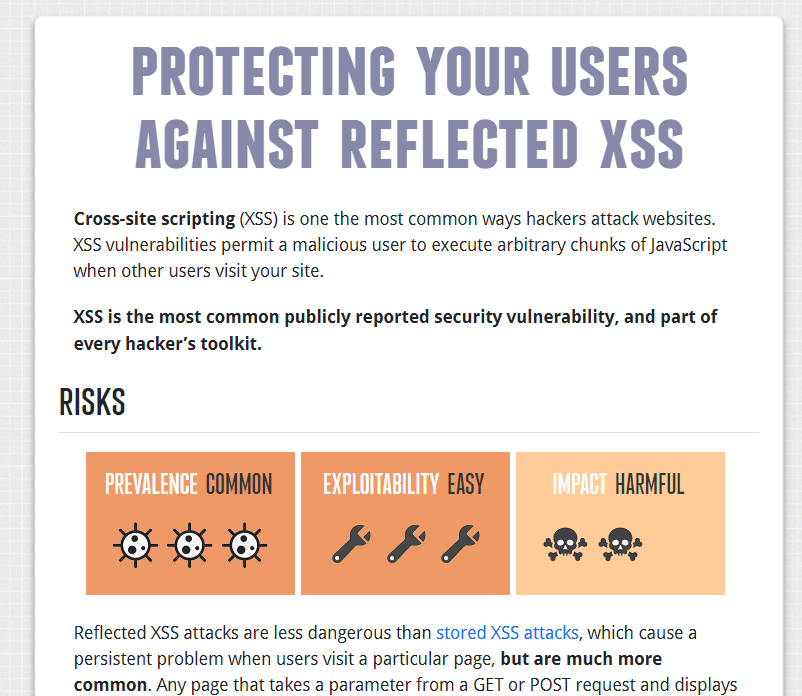 PROTECTING YOUR USERS
AGAINST REFLECTED XSS
Cross-site scripting (XSS) is one the most common ways hackers attack websites.
XSS vulnerabilities permit a malicious user to execute arbitrary chunks of JavaScript
when other users visit your site.
XSS is the most common publicly reported security vulnerability, and part of
every hacker’s toolkit.
RISKS
PREVALENCE COMMON
EXPLOITABILITY EASY
IMPACT HARMFUL
Reflected XSS attacks are less dangerous than stored XSS attacks, which cause a
persistent problem when users visit a particular page, but are much more
common. Any page that takes a parameter from a GET or POST request and displays